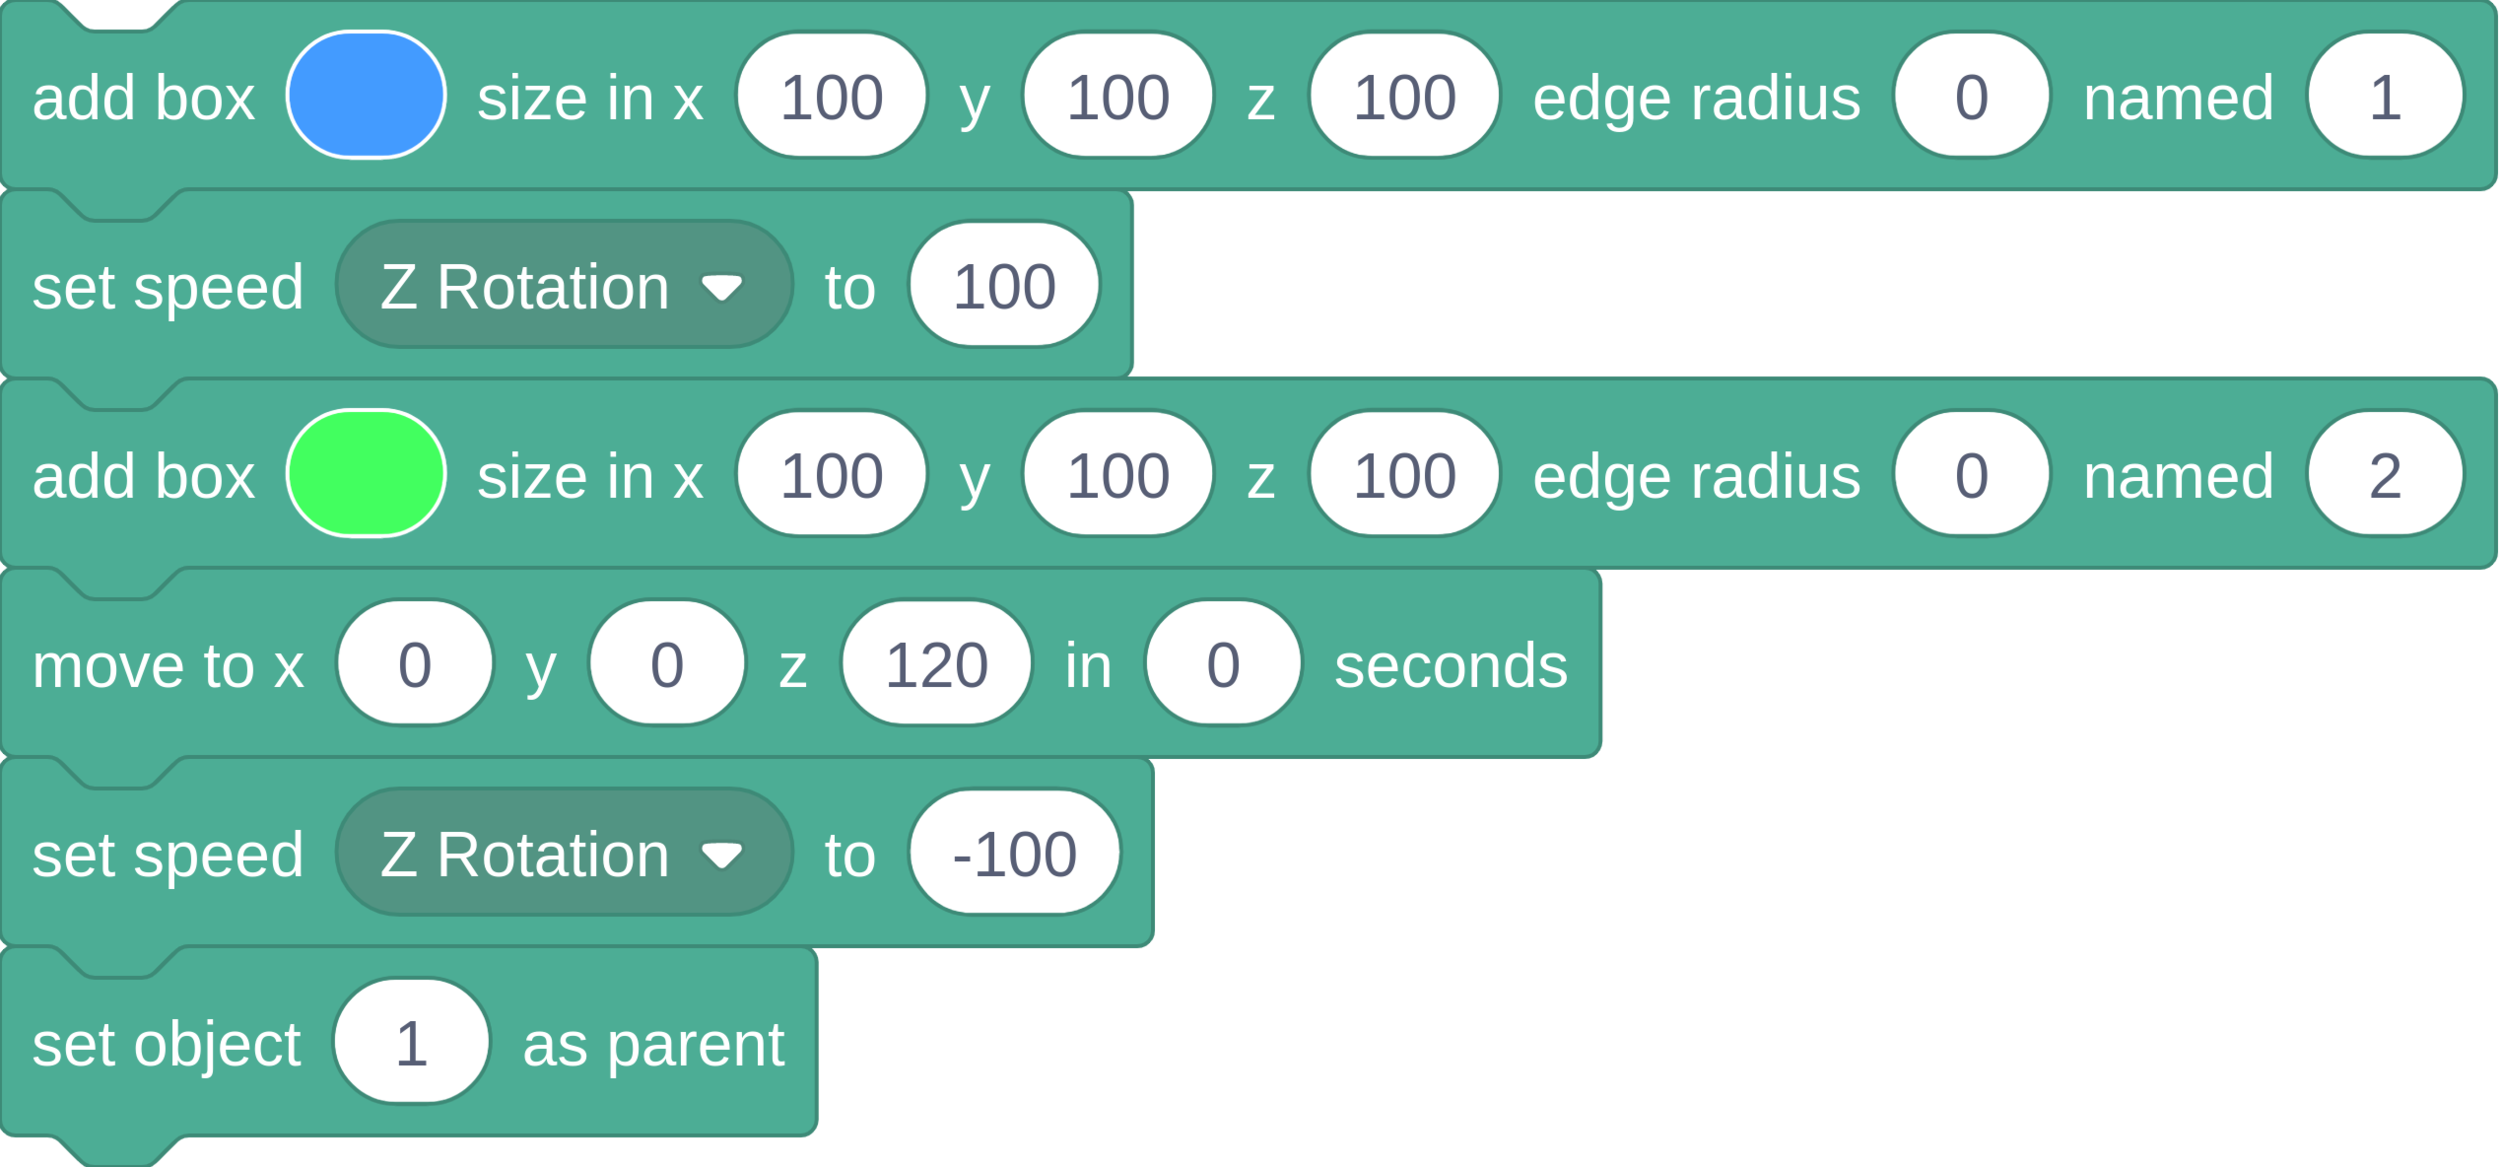 add box size in x 100 y 100 z 100 edge radius 0 named 1
set speed Z Rotation to 100
add box size in x 100 y 100 z 100 edge radius 0 named 2
move to x 0 y 0 z 120 in 0 seconds
set speed Z Rotation to -100
set object 1 as parent